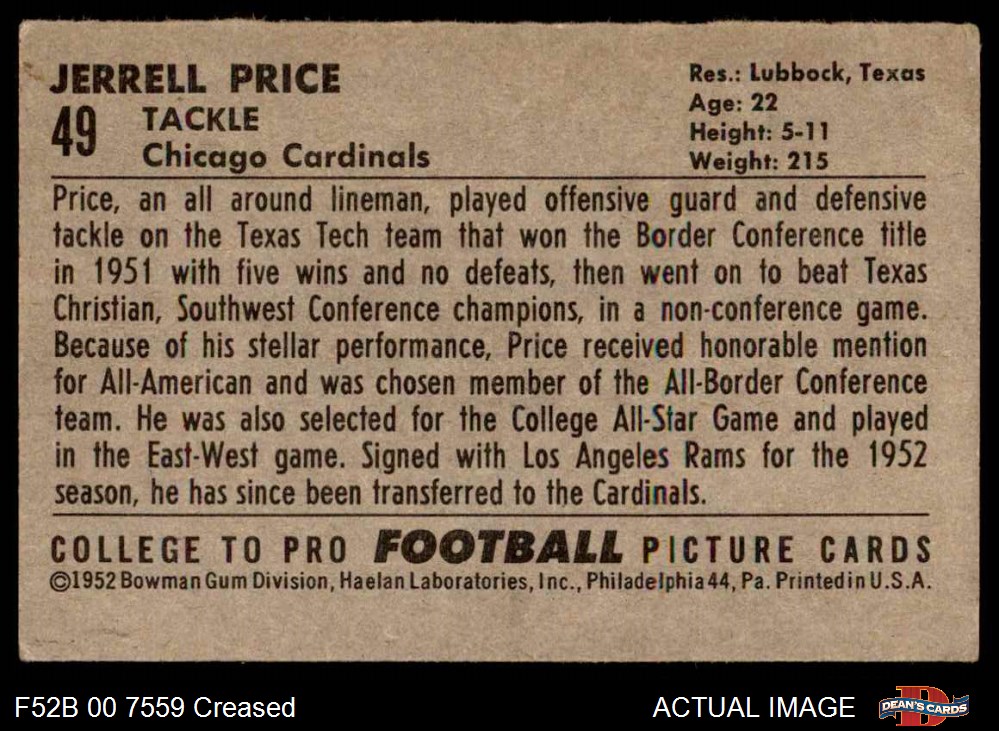 JERRELL PRICE
49
TACKLE
Chicago Cardinals
Res.: Lubbock, Texas
Age: 22
Height: 5-11
Weight: 215
Price, an all around lineman, played offensive guard and defensive
tackle on the Texas Tech team that won the Border Conference title
in 1951 with five wins and no defeats, then went on to beat Texas
Christian, Southwest Conference champions, in a non-conference game.
Because of his stellar performance, Price received honorable mention
for All-American and was chosen member of the All-Border Conference
team. He was also selected for the College All-Star Game and played
in the East-West game. Signed with Los Angeles Rams for the 1952
season, he has since been transferred to the Cardinals.
COLLEGE TO PRO FOOTBALL PICTURE CARDS
©1952 Bowman Gum Division, Haelan Laboratories, Inc., Philadelphia 44, Pa. Printed in U.S.A.
F52B 00 7559 Creased
ACTUAL IMAGE
D
DEAN'S CARDS